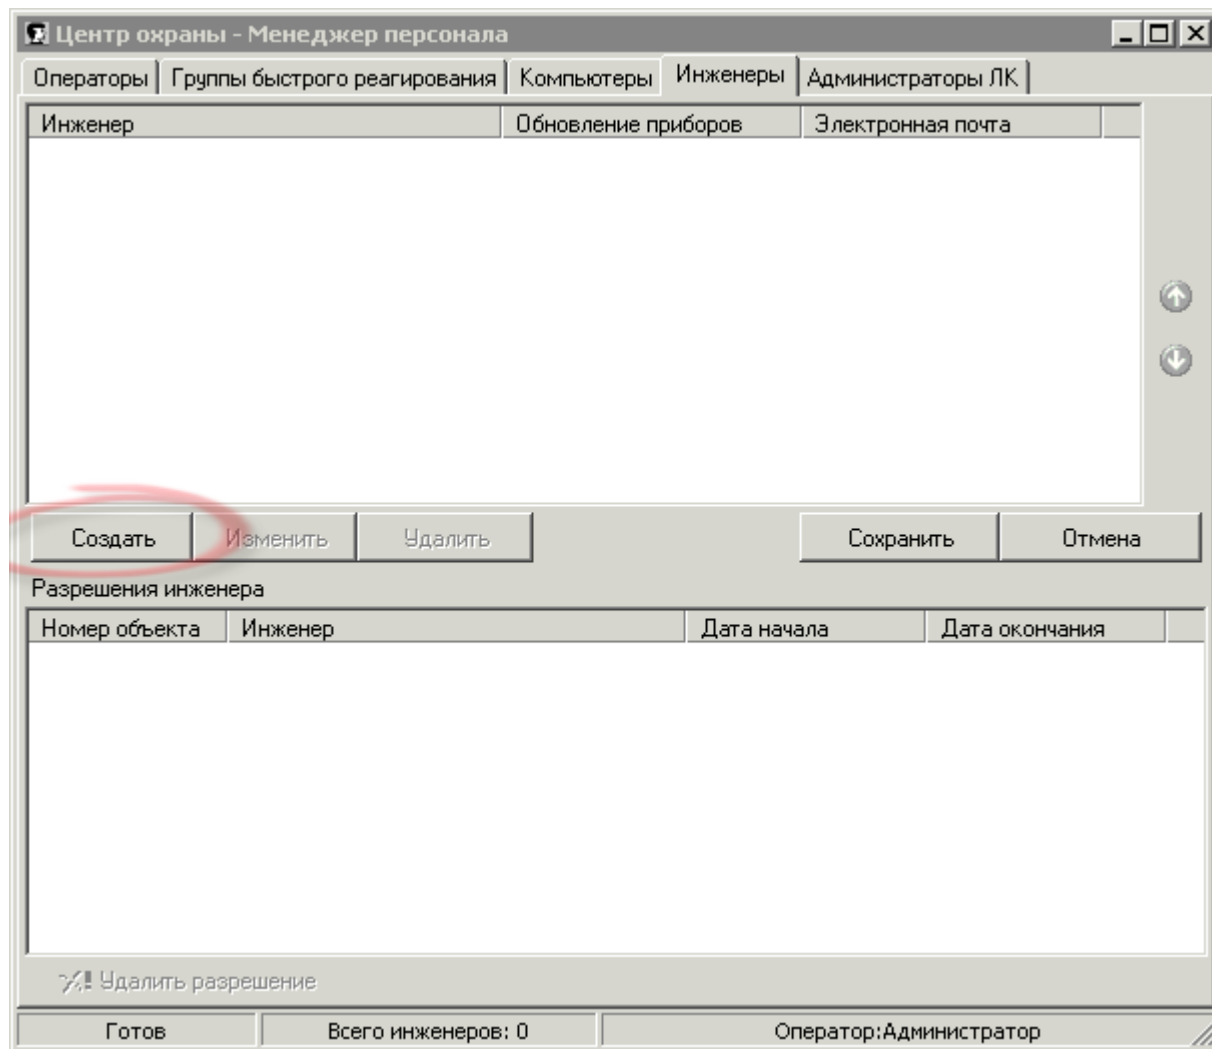 Центр охраны - Менеджер персонала
Операторы Группы быстрого реагирования Компьютеры Инженеры Администраторы ЛК
Инженер Обновление приборов Электронная почта
Создать Изменить Удалить Сохранить Отмена
Разрешения инженера
Номер объекта Инженер Дата начала Дата окончания
Удалить разрешение
Готов Всего инженеров: 0 Оператор:Администратор